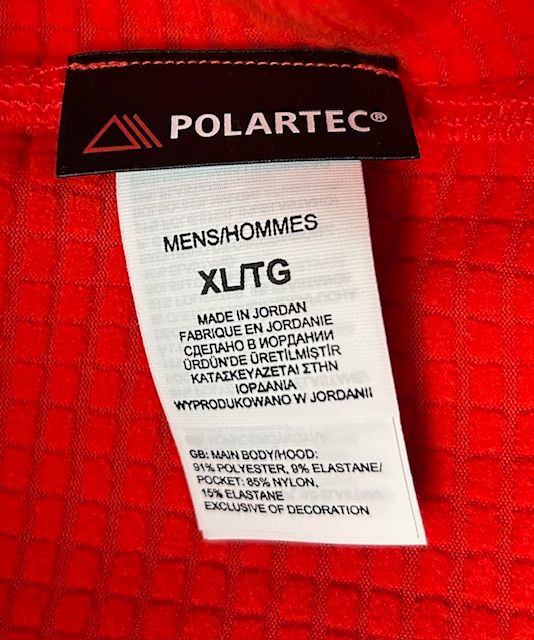 POLARTEC®
MENS/HOMMES
XL/TG
MADE IN JORDAN
FABRIQUE EN JORDANIE
СДЕЛАНО В ИОРДАНИИ
ÜRDÜN'DE ÜRETİLMİŞTİR
ΚΑΤΑΣΚΕΥΑΖΕΤΑΙ ΣΤΗΝ
ΙΟΡΔΑΝΙΑ
WYPRODUKOWANO W JORDANII
GB: MAIN BODY/HOOD:
91% POLYESTER, 9% ELASTANE/
POCKET: 85% NYLON,
15% ELASTANE
EXCLUSIVE OF DECORATION